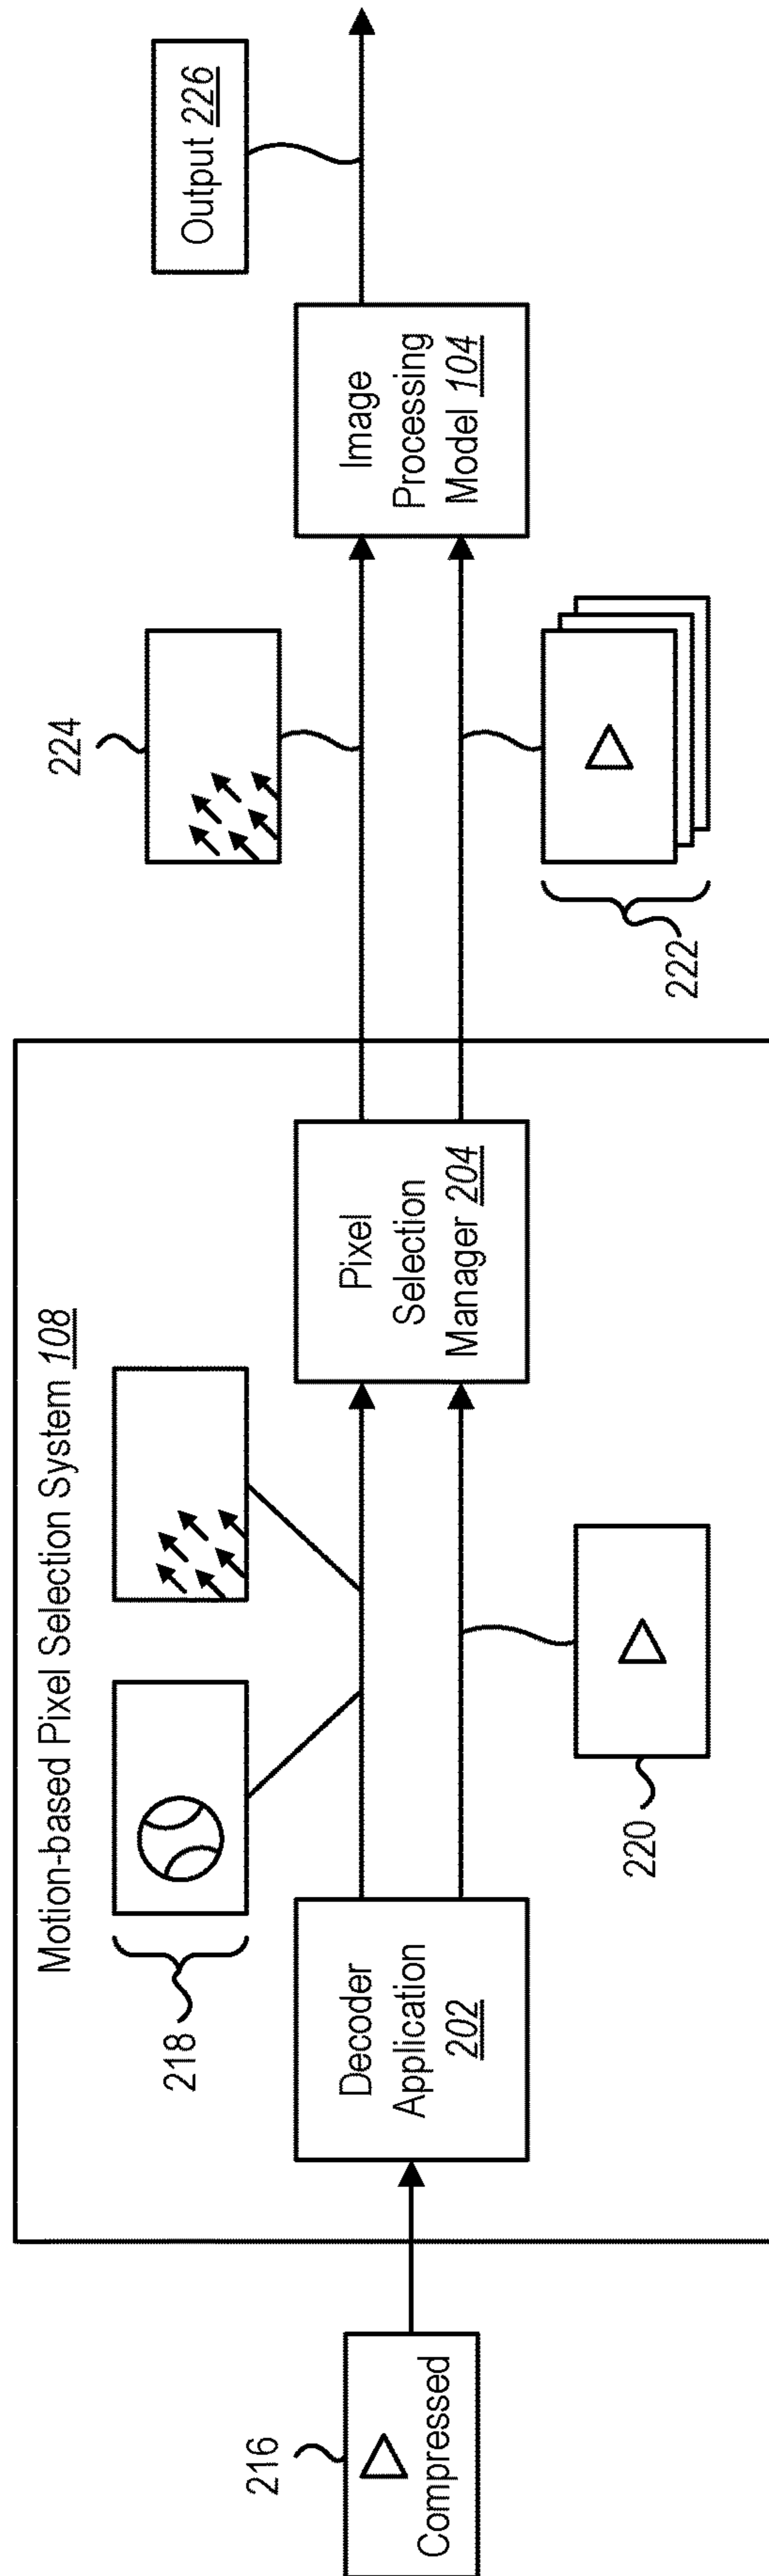 216
Compressed
Motion-based Pixel Selection System 108
218
Decoder
Application
202
220
Pixel
Selection
Manager 204
224
222
Image
Processing
Model 104
Output 226